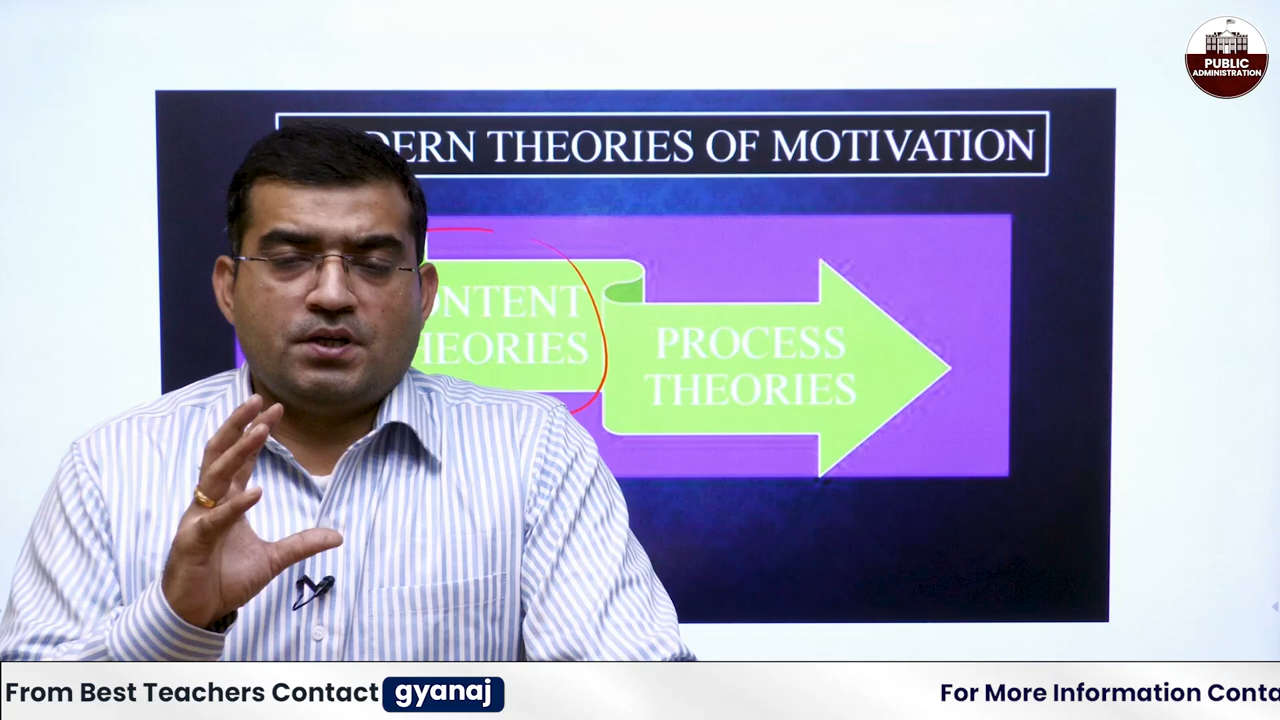 PUBLIC
ADMINISTRATION
DERN THEORIES OF MOTIVATION
ONTENT
IEORIES
PROCESS
THEORIES
From Best Teachers Contact gyanaj
For More Information Conta